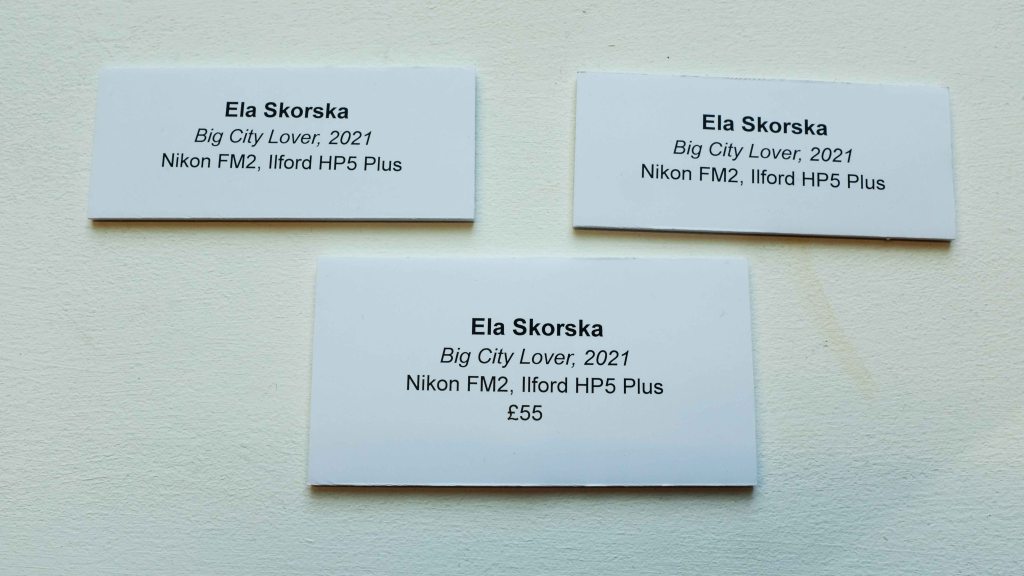 Ela Skorska
Big City Lover, 2021
Nikon FM2, Ilford HP5 Plus
Ela Skorska
Big City Lover, 2021
Nikon FM2, Ilford HP5 Plus
Ela Skorska
Big City Lover, 2021
Nikon FM2, Ilford HP5 Plus
£55